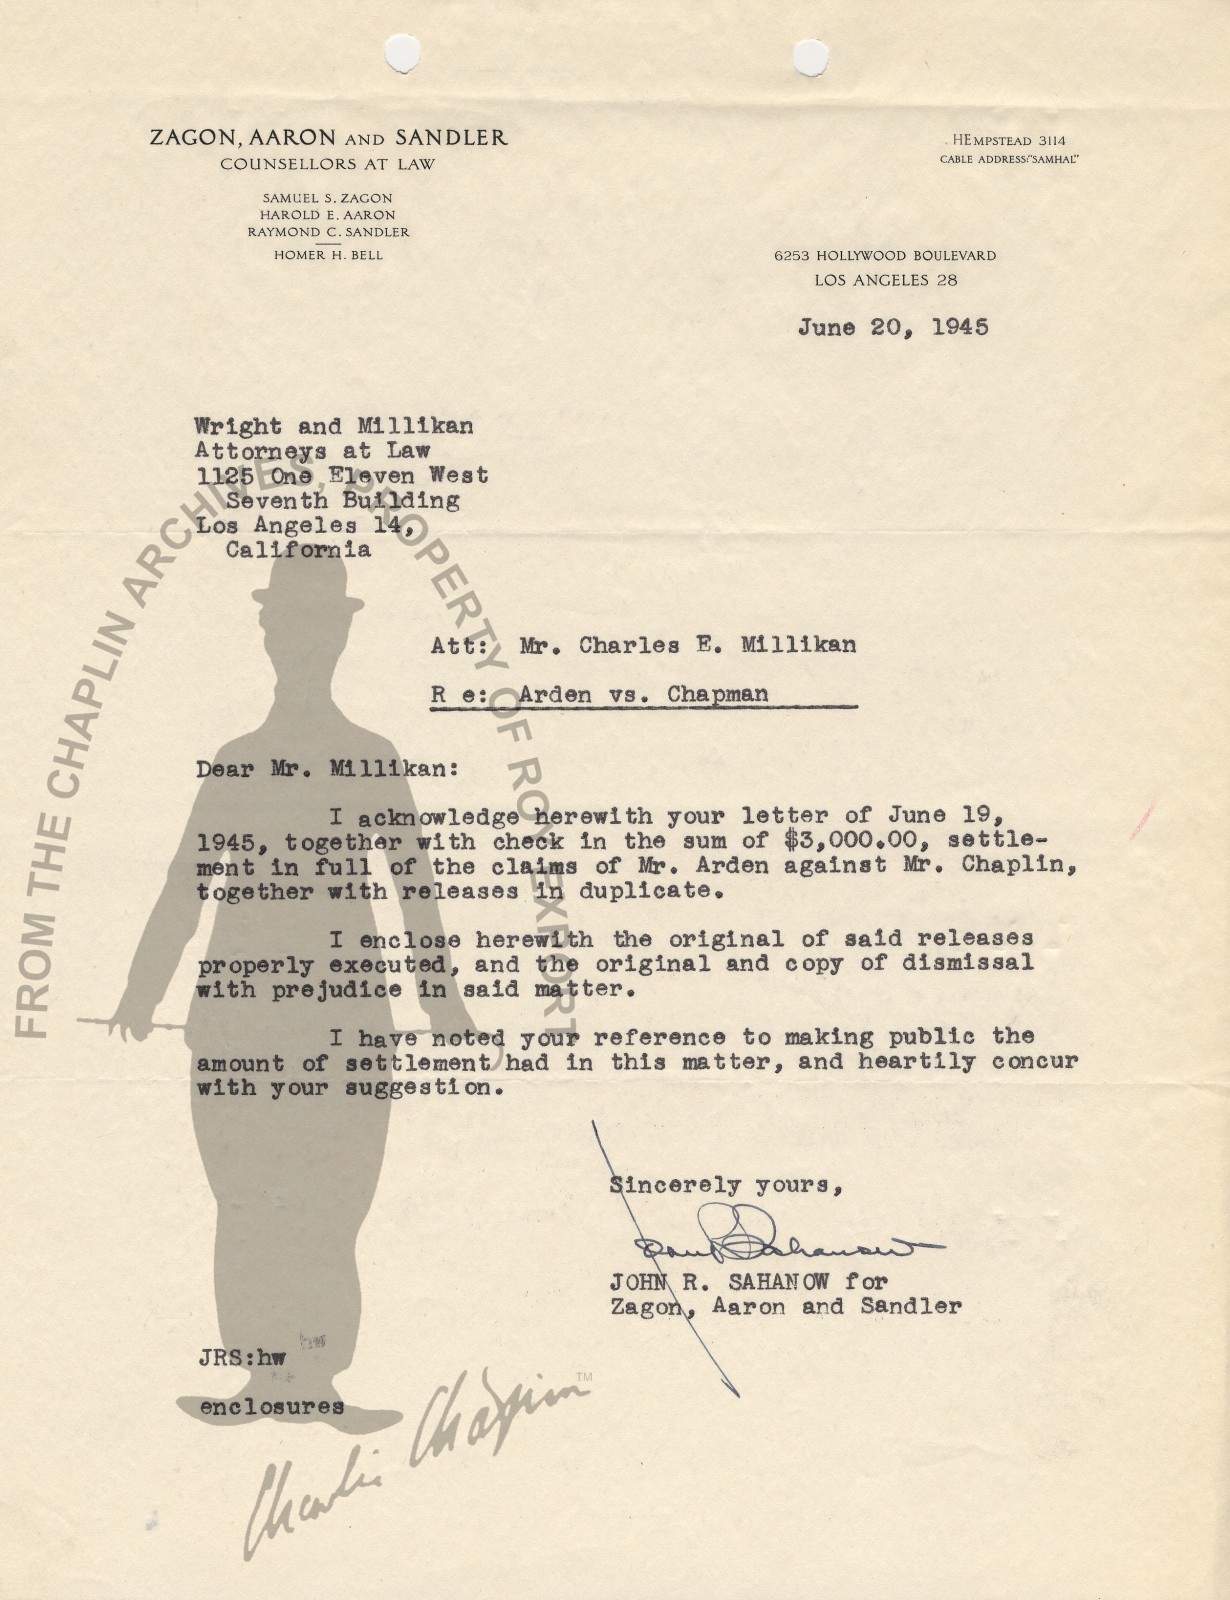 ZAGON, AARON AND SANDLER
COUNSELLORS AT LAW
SAMUEL S. ZAGON
HAROLD E. AARON
RAYMOND C. SANDLER
HOMER H. BELL
HEMPSTEAD 3114
CABLE ADDRESS:"SAMHAL"
6253 HOLLYWOOD BOULEVARD
LOS ANGELES 28
June 20, 1945
Wright and Millikan
Attorneys at Law
1125 One Eleven West
Seventh Building
Los Angeles 14,
California
Att: Mr. Charles E. Millikan
R e: Arden vs. Chapman
Dear Mr. Millikan:
I acknowledge herewith your letter of June 19,
1945, together with check in the sum of $3,000.00, settle-
ment in full of the claims of Mr. Arden against Mr. Chaplin,
together with releases in duplicate.
I enclose herewith the original of said releases
properly executed, and the original and copy of dismissal
with prejudice in said matter.
I have noted your reference to making public the
amount of settlement had in this matter, and heartily concur
with your suggestion.
Sincerely yours,
JOHN R. SAHANOW for
Zagon, Aaron and Sandler
JRS:hw
enclosures
FROM THE CHAPLIN ARCHIVES, PROPERTY OF ROY EXPORT
Charlie Chaplin TM